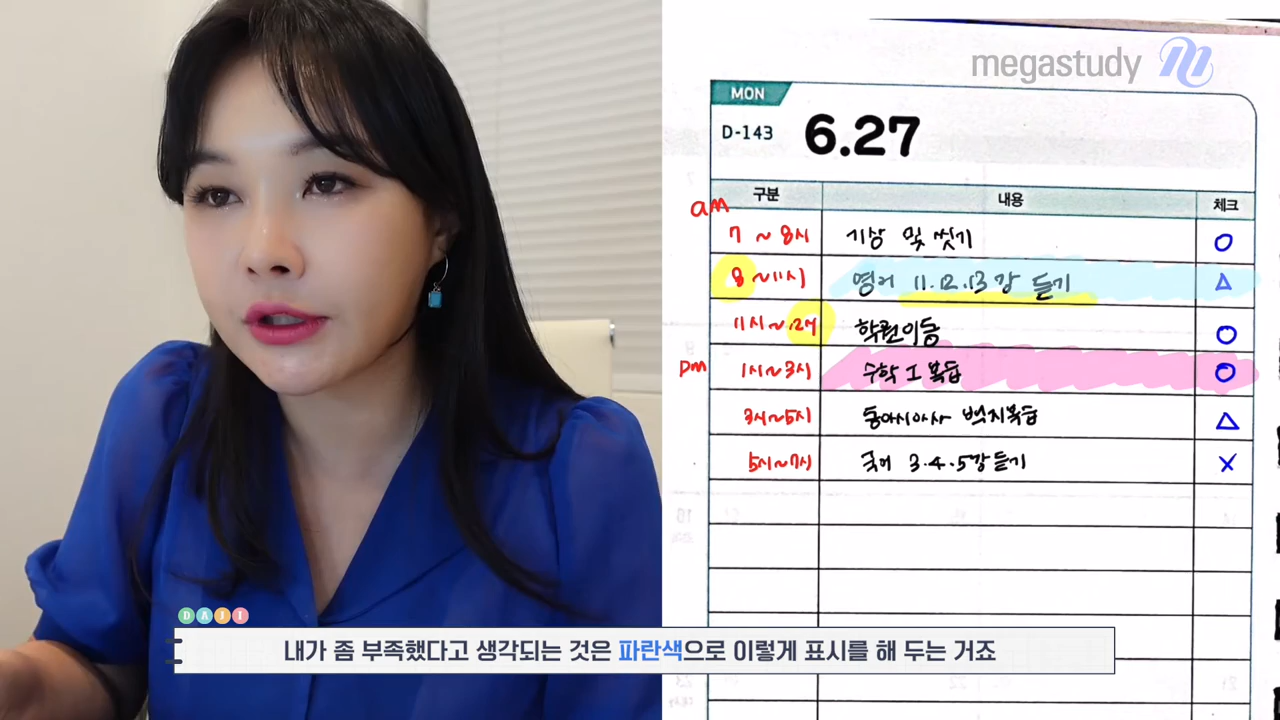 megastudy
MON
D-143 6.27
구분 내용 체크
am
7 ~ 8시 기상 및 씻기 O
8 ~ 11시 영어 11.12.13강 듣기 △
11시~ 학원이동 O
pm 1시~3시 수학 I 복습 O
3시~5시 동아시아사 백지복습 △
5시~7시 국어 3.4.5강 듣기 X
DAJI
내가 좀 부족했다고 생각되는 것은 파란색으로 이렇게 표시를 해 두는 거죠